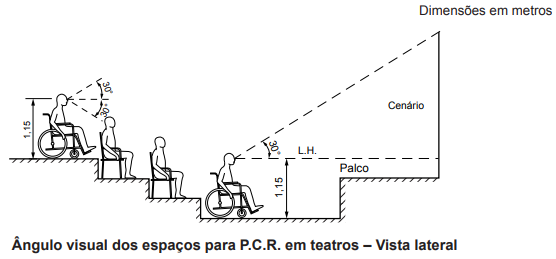 Dimensões em metros
30°
30°
1,15
Cenário
30°
L.H.
Palco
1,15
Ângulo visual dos espaços para P.C.R. em teatros – Vista lateral